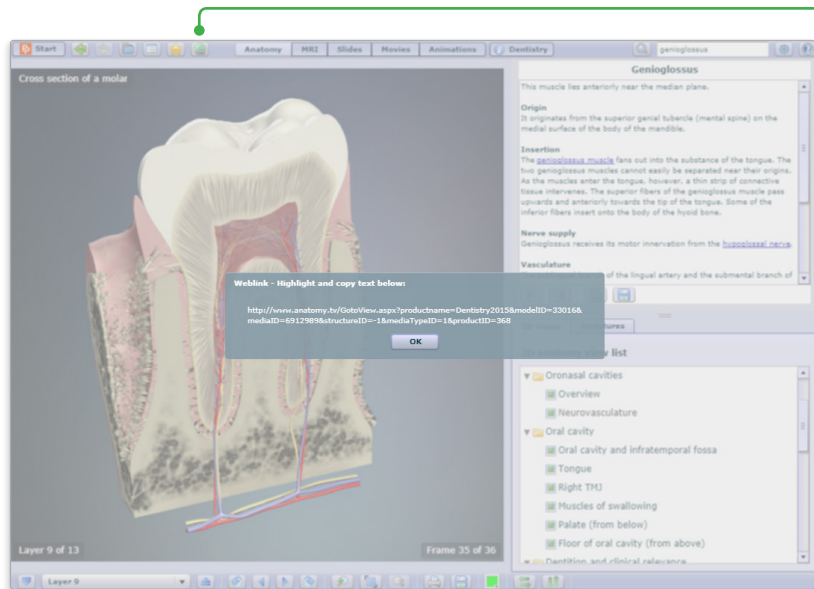 Start
Anatomy MRI Slides Movies Animations Dentistry
genioglossus
Cross section of a molar
Genioglossus
This muscle lies anteriorly near the median plane.
Origin
It originates from the superior genial tubercle (mental spine) on the
medial surface of the body of the mandible.
Insertion
The genioglossus muscle fans out into the substance of the tongue. The
two genioglossus muscles cannot easily be separated near their origins.
As the muscles enter the tongue, however, a thin strip of connective
tissue intervenes. The superior fibers of the genioglossus muscle pass
upwards and anteriorly towards the tip of the tongue. Some of the
inferior fibers insert onto the body of the hyoid bone.
Nerve supply
Genioglossus receives its motor innervation from the hypoglossal nerve.
Vasculature
of the lingual artery and the submental branch of
Weblink - Highlight and copy text below:
http://www.anatomy.tv/GotoView.aspx?productname=Dentistry2015&modelID=33016&
mediaID=6912989&structureID=-1&mediaTypeID=1&productID=368
OK
list
Oronasal cavities
Overview
Neurovasculature
Oral cavity
Oral cavity and infratemporal fossa
Tongue
Right TMJ
Muscles of swallowing
Palate (from below)
Floor of oral cavity (from above)
Dentition and clinical relevance
Layer 9 of 13
Frame 35 of 36
Layer 9